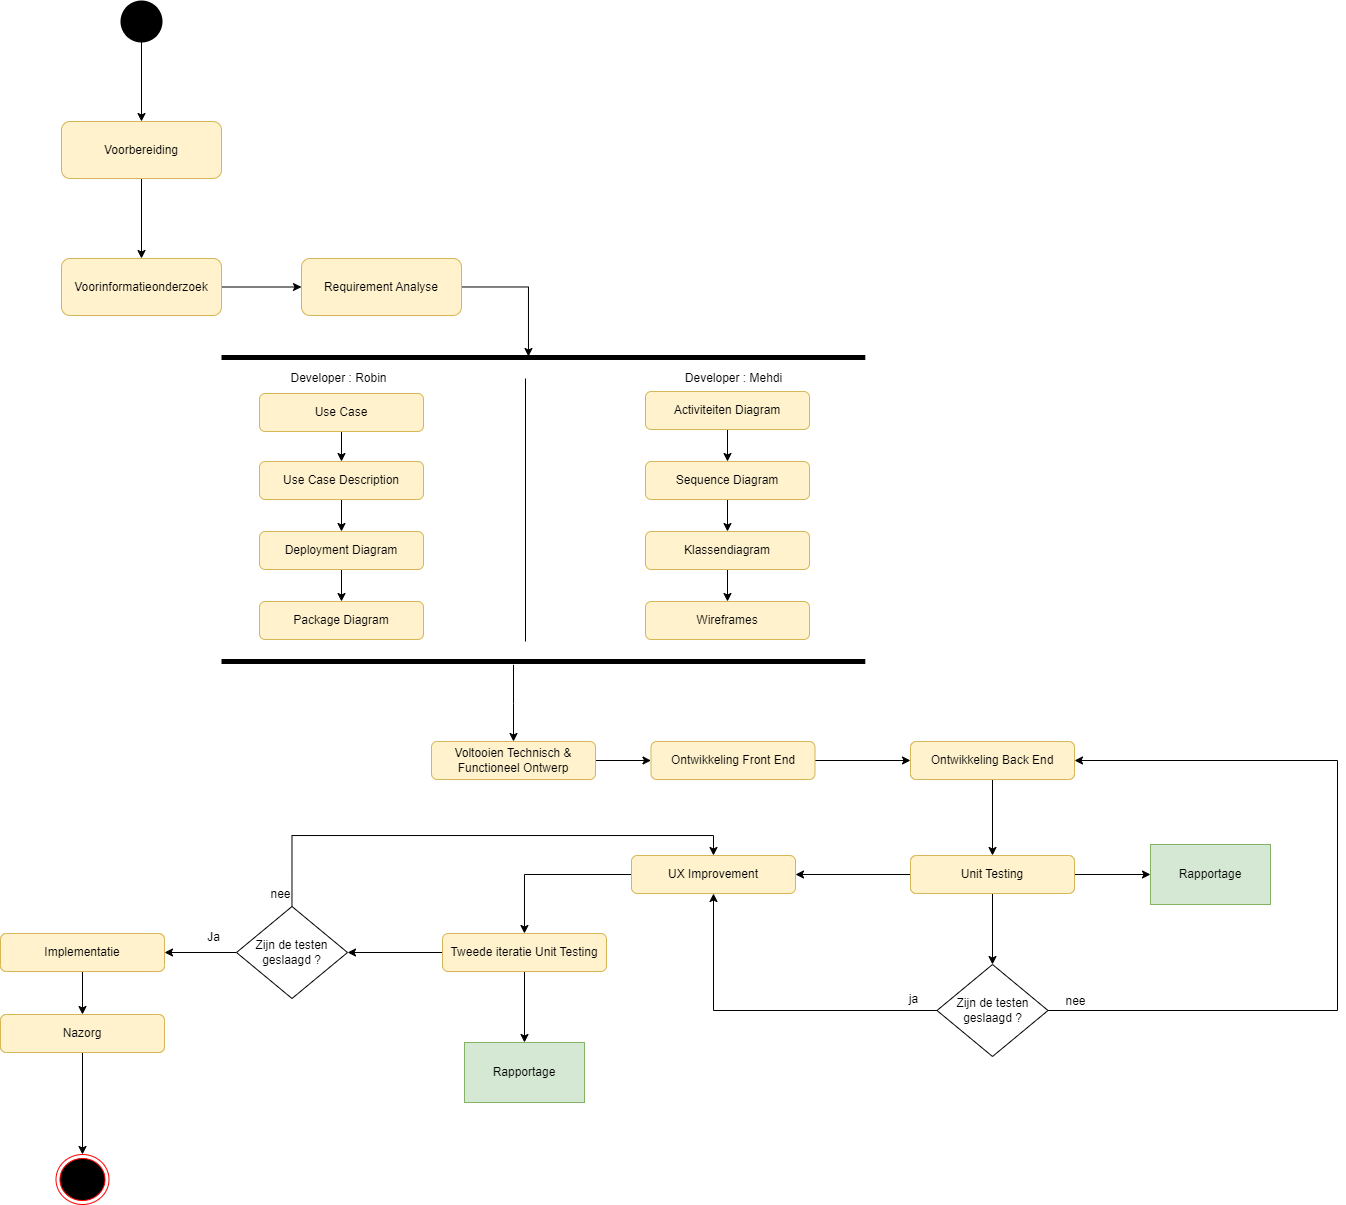 Voorbereiding
Voorinformatieonderzoek
Requirement Analyse
Developer : Robin
Use Case
Use Case Description
Deployment Diagram
Package Diagram
Developer : Mehdi
Activiteiten Diagram
Sequence Diagram
Klassendiagram
Wireframes
Voltooien Technisch &
Functioneel Ontwerp
Ontwikkeling Front End
Ontwikkeling Back End
Unit Testing
Rapportage
Zijn de testen
geslaagd ?
nee
ja
UX Improvement
Tweede iteratie Unit Testing
Rapportage
Zijn de testen
geslaagd ?
nee
Ja
Implementatie
Nazorg